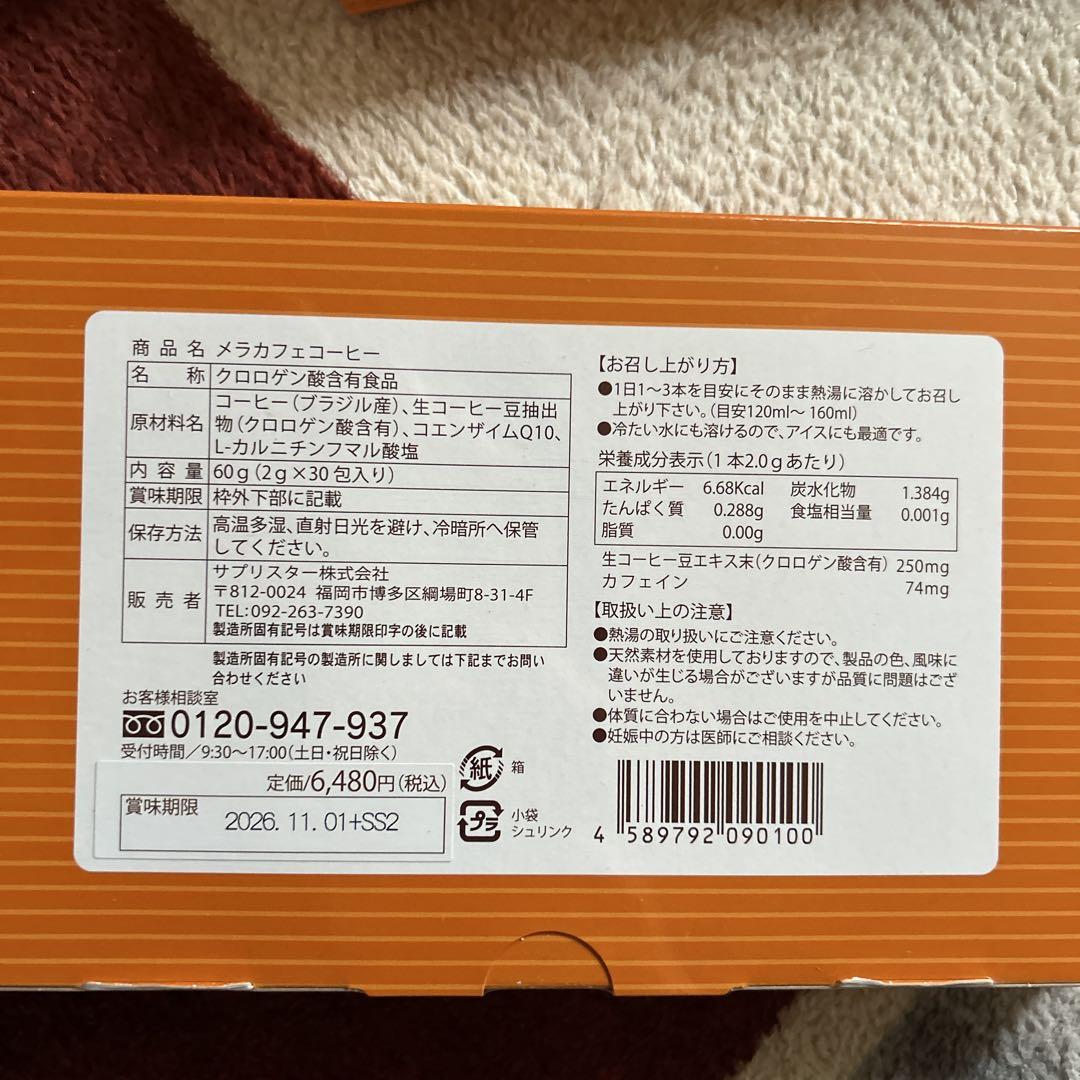 商品名 メラカフェコーヒー
名 称 クロロゲン酸含有食品
原材料名 コーヒー(ブラジル産)、生コーヒー豆抽出
物(クロロゲン酸含有)、コエンザイムQ10、
L-カルニチンフマル酸塩
内容量 60g(2g×30包入り)
賞味期限 枠外下部に記載
保存方法 高温多湿、直射日光を避け、冷暗所へ保管
してください。
販売者 サプリスター株式会社
〒812-0024 福岡市博多区綱場町8-31-4F
TEL:092-263-7390
製造所固有記号は賞味期限印字の後に記載
製造所固有記号の製造所に関しましては下記までお問い
合わせください
お客様相談室
0120-947-937
受付時間/9:30〜17:00(土日・祝日除く)
定価/6,480円(税込)
賞味期限
2026.11.01+SS2
紙 箱
プラ 小袋
シュリンク
【お召し上がり方】
●1日1〜3本を目安にそのまま熱湯に溶かしてお召し
上がり下さい。(目安120ml〜160ml)
●冷たい水にも溶けるので、アイスにも最適です。
栄養成分表示(1本2.0gあたり)
エネルギー 6.68Kcal 炭水化物 1.384g
たんぱく質 0.288g 食塩相当量 0.001g
脂質 0.00g
生コーヒー豆エキス末(クロロゲン酸含有) 250mg
カフェイン 74mg
【取扱い上の注意】
●熱湯の取り扱いにご注意ください。
●天然素材を使用しておりますので、製品の色、風味に
違いが生じる場合がございますが品質に問題はござ
いません。
●体質に合わない場合はご使用を中止してください。
●妊娠中の方は医師にご相談ください。
4 589792 090100